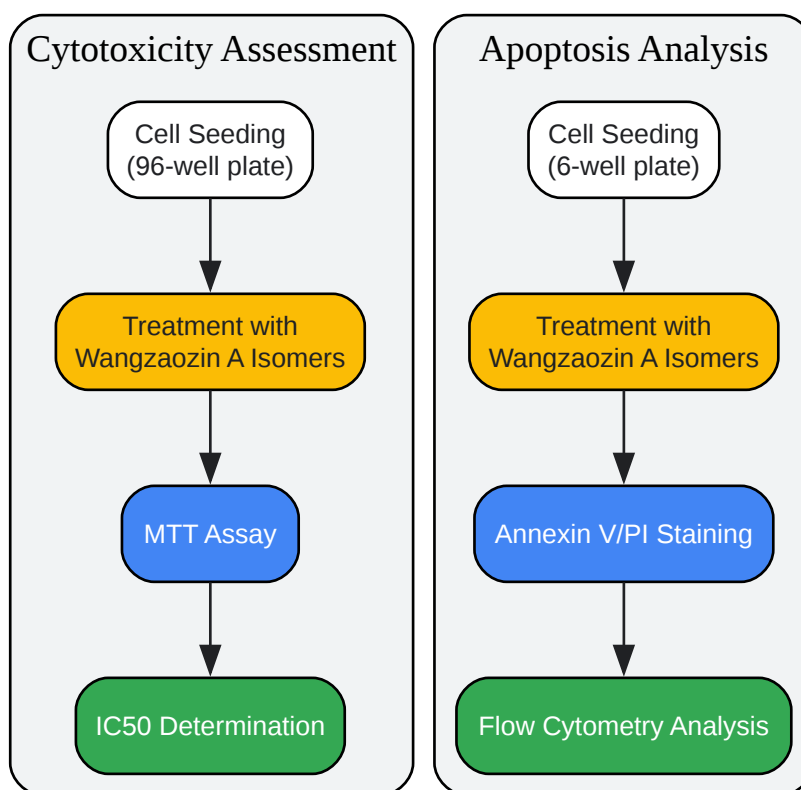 Cytotoxicity Assessment
Cell Seeding
(96-well plate)
Treatment with
Wangzaozin A Isomers
MTT Assay
IC50 Determination
Apoptosis Analysis
Cell Seeding
(6-well plate)
Treatment with
Wangzaozin A Isomers
Annexin V/PI Staining
Flow Cytometry Analysis